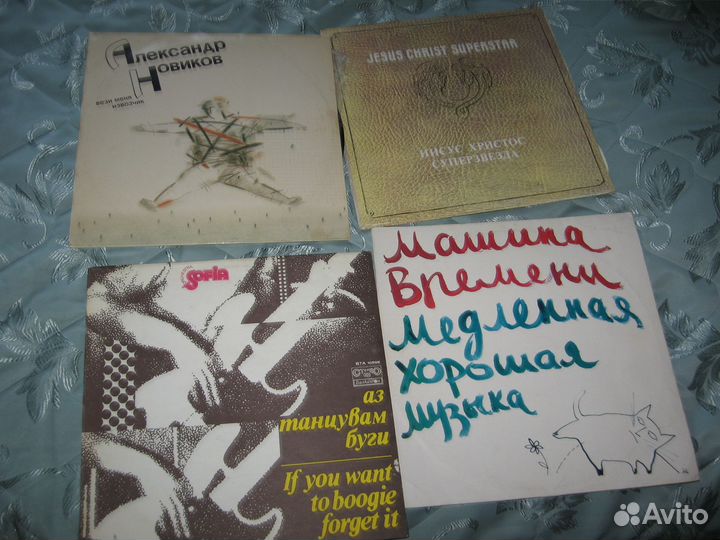 Александр
Новиков
вези меня
извозчик
JESUS CHRIST SUPERSTAR
ИИСУС ХРИСТОС
СУПЕРЗВЕЗДА
SOFIA
СТЕРЕО
аз
танцувам
буги
If you want
to boogie
forget it
Машина
Времени
Медленная
хорошая
музыка
Avito